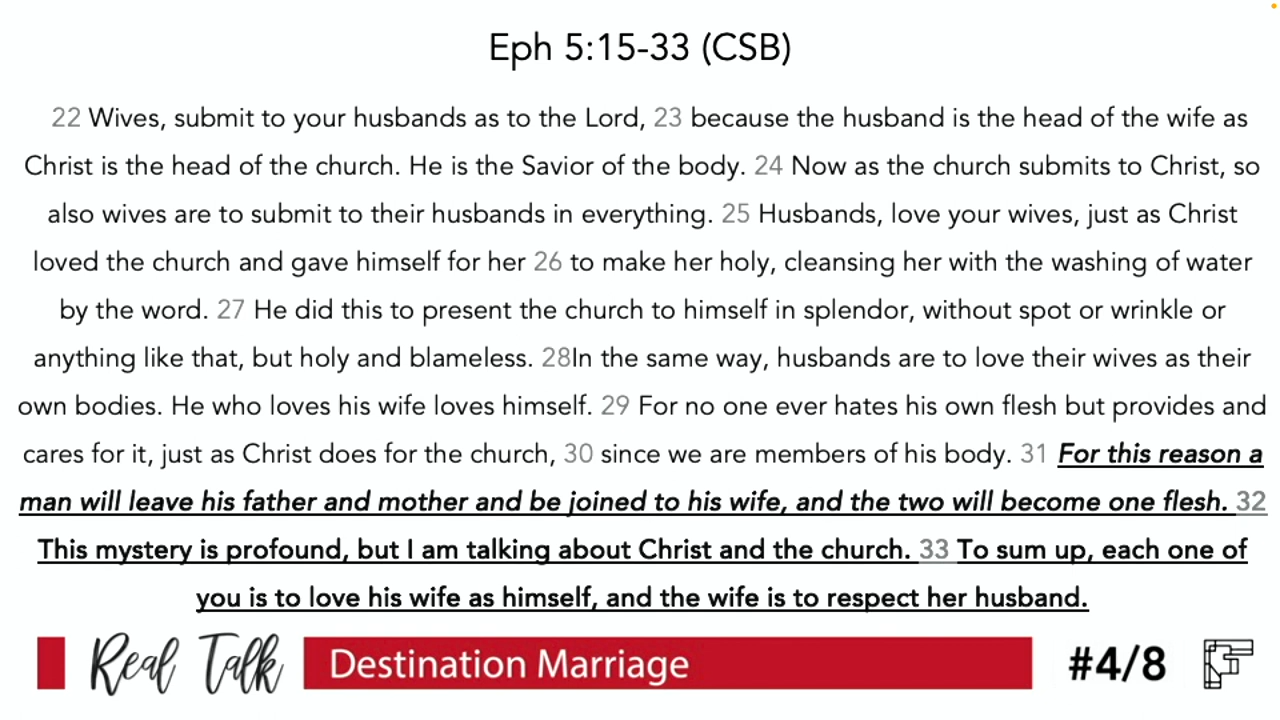 Eph 5:15-33 (CSB)
22 Wives, submit to your husbands as to the Lord, 23 because the husband is the head of the wife as
Christ is the head of the church. He is the Savior of the body. 24 Now as the church submits to Christ, so
also wives are to submit to their husbands in everything. 25 Husbands, love your wives, just as Christ
loved the church and gave himself for her 26 to make her holy, cleansing her with the washing of water
by the word. 27 He did this to present the church to himself in splendor, without spot or wrinkle or
anything like that, but holy and blameless. 28In the same way, husbands are to love their wives as their
own bodies. He who loves his wife loves himself. 29 For no one ever hates his own flesh but provides and
cares for it, just as Christ does for the church, 30 since we are members of his body. 31 For this reason a
man will leave his father and mother and be joined to his wife, and the two will become one flesh. 32
This mystery is profound, but I am talking about Christ and the church. 33 To sum up, each one of
you is to love his wife as himself, and the wife is to respect her husband.
Real Talk Destination Marriage #4/8